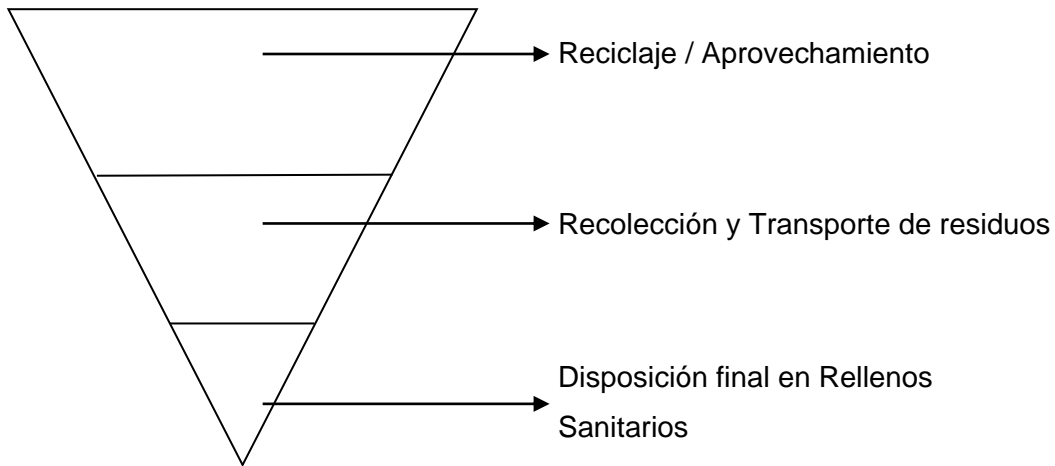 Reciclaje / Aprovechamiento
Recolección y Transporte de residuos
Disposición final en Rellenos
Sanitarios